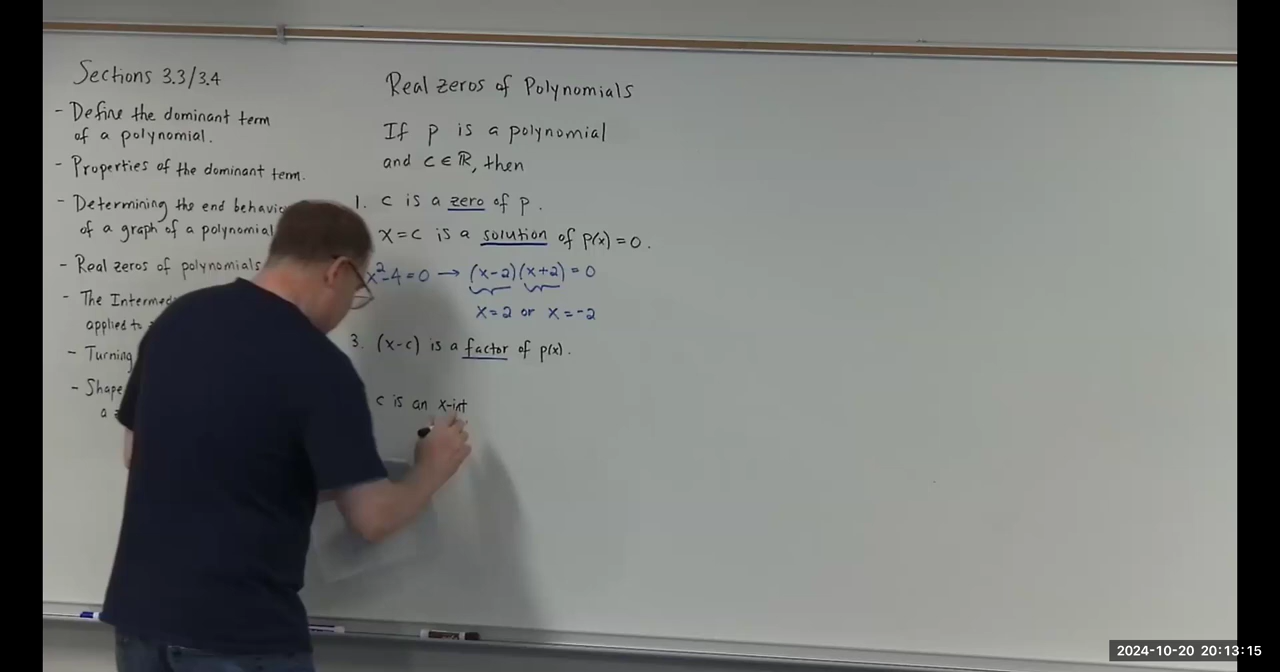 Sections 3.3/3.4
- Define the dominant term
of a polynomial.
- Properties of the dominant term.
- Determining the end
of a graph of a polynomial
- Real zeros of polynomials
- The
applied to
- Turning
- Shape
a
Real zeros of Polynomials
If p is a polynomial
and c ∈ ℝ, then
1. c is a zero of p.
x=c is a solution of p(x)=0.
x²-4=0 → (x-2)(x+2)=0
x=2 or x=-2
3. (x-c) is a factor of p(x).
c is an x-int
2024-10-20 20:13:15